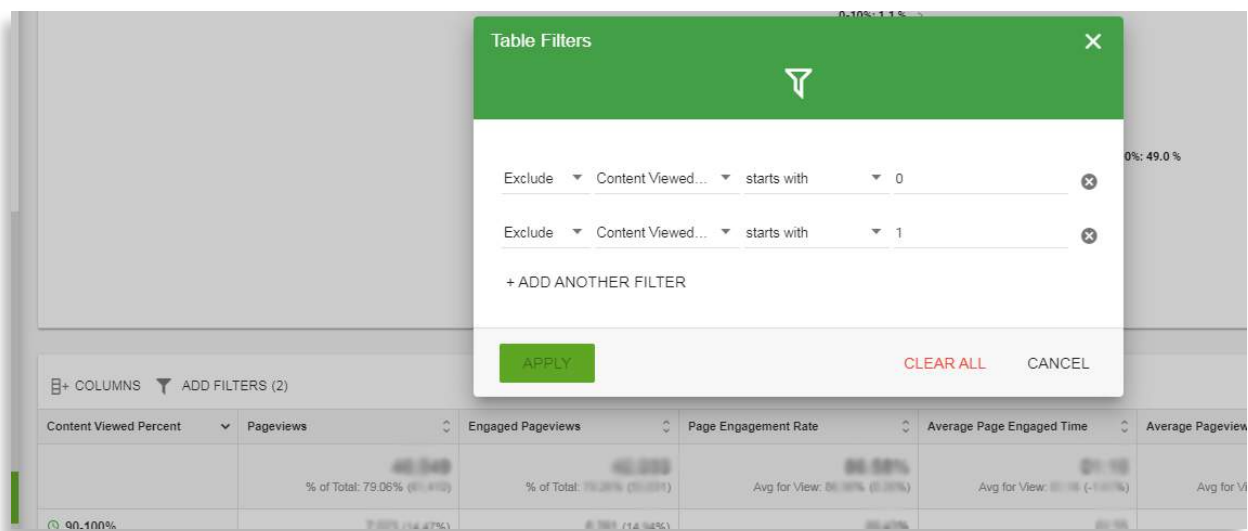 0-10%: 1.1 %
Table Filters
0%: 49.0 %
Exclude Content Viewed... starts with 0
Exclude Content Viewed... starts with 1
+ ADD ANOTHER FILTER
APPLY CLEAR ALL CANCEL
+ COLUMNS ADD FILTERS (2)
Content Viewed Percent Pageviews Engaged Pageviews Page Engagement Rate Average Page Engaged Time Average Pageview
% of Total: 79.06% % of Total: Avg for View: Avg for View: Avg for Vi
90-100% (14.47%) (14.94%)